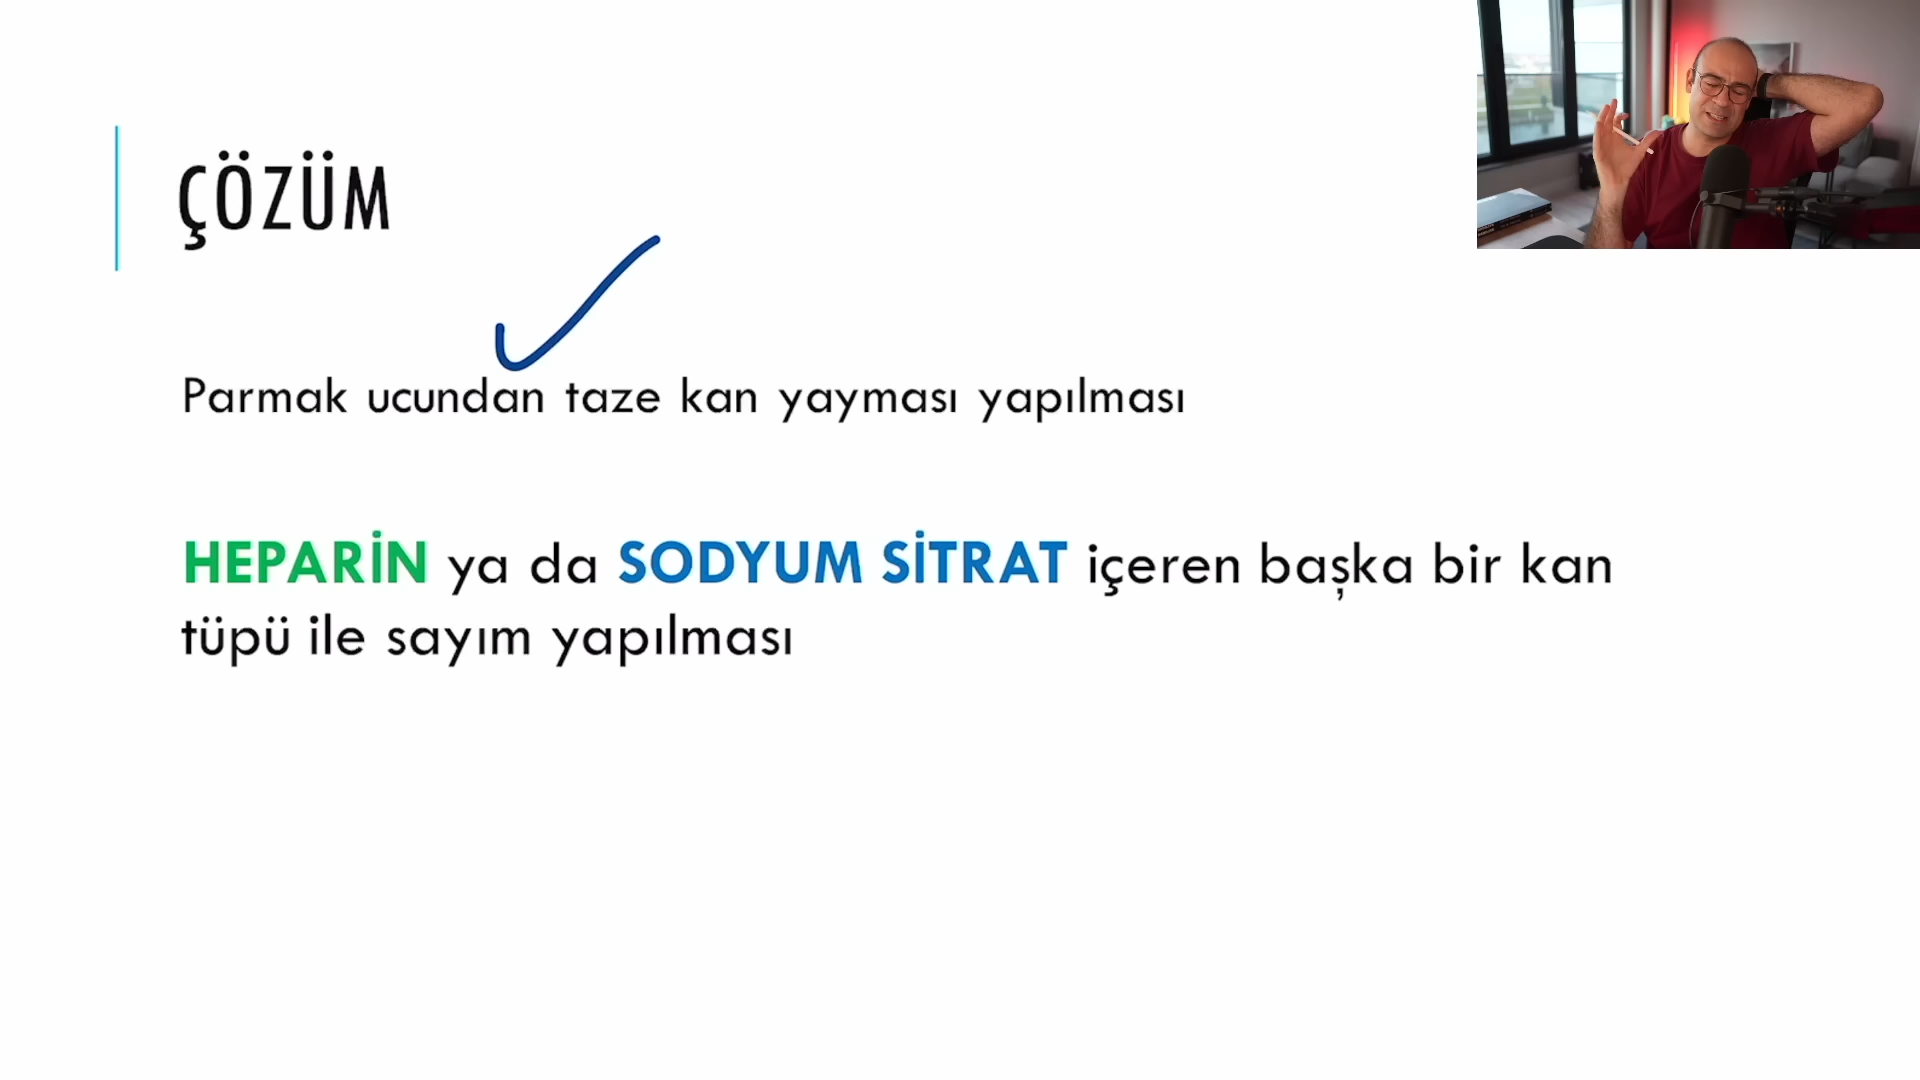 ÇÖZÜM
Parmak ucundan taze kan yayması yapılması
HEPARİN ya da SODYUM SİTRAT içeren başka bir kan
tüpü ile sayım yapılması